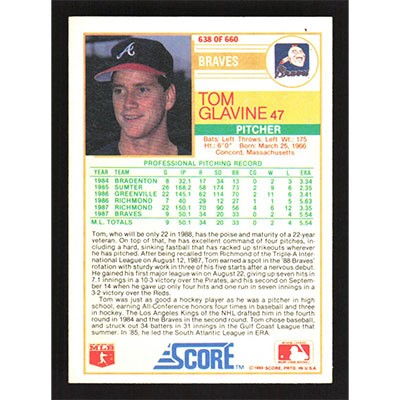 638 OF 660
BRAVES
Braves
TOM
GLAVINE 47
PITCHER
Bats: Left Throws: Left Wt.: 175
Ht.: 6'0" Born: March 25, 1966
Concord, Massachusetts
PROFESSIONAL PITCHING RECORD
YEAR TEAM G IP H SO BB CG W L ERA
1984 BRADENTON 8 32.1 17 34 13 0 2 3 3.34
1985 SUMTER 26 168.2 58 174 73 2 9 6 2.35
1986 GREENVILLE 22 145.1 62 114 70 2 11 6 3.41
1986 RICHMOND 7 40 29 12 27 1 1 5 5.63
1987 RICHMOND 22 150.1 70 90 56 4 6 12 3.35
1987 BRAVES 9 50.1 34 20 33 0 2 4 5.54
M.L. TOTALS 9 50.1 34 20 33 0 2 4 5.54
Tom, who will be only 22 in 1988, has the poise and maturity of a 22-year
veteran. On top of that, he has excellent command of four pitches, in-
cluding a hard, sinking fastball that has racked up strikeouts wherever
he has pitched. After being recalled from Richmond of the Triple A Inter-
national League on August 12, 1987, Tom earned a spot in the '88 Braves'
rotation with sturdy work in three of his five starts after a nervous debut.
He gained his first major league win on August 22, giving up seven hits in
7.1 innings in a 10-3 victory over the Pirates, and his second on Septem-
ber 14 when he gave up only four hits and one run in seven innings in a
3-2 victory over the Reds.
Tom was just as good a hockey player as he was a pitcher in high
school, earning All-Conference honors four times in baseball and three
in hockey. The Los Angeles Kings of the NHL drafted him in the fourth
round in 1984 and the Braves in the second round. Tom chose baseball,
and struck out 34 batters in 31 innings in the Gulf Coast League that
summer. In '85, he led the South Atlantic League in ERA.
SCORE